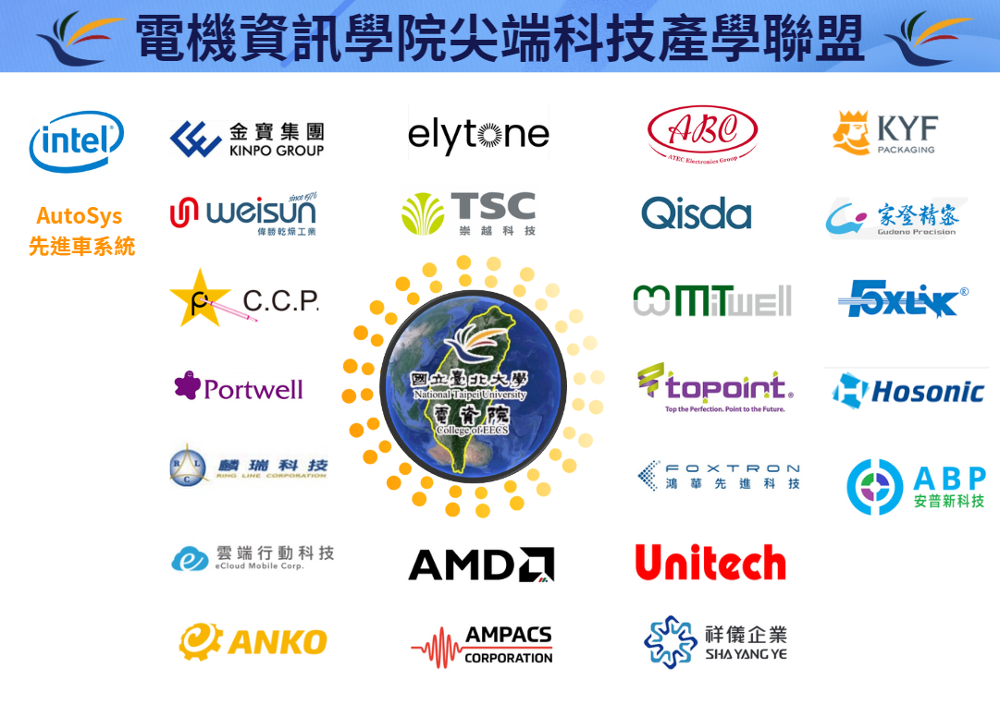 電機資訊學院尖端科技產學聯盟
intel
金寶集團
KINPO GROUP
elytone
ABC
ATEC Electronics Group
KYF
PACKAGING
AutoSys
先進車系統
since 1976
weisun
偉勝乾燥工業
TSC
崇越科技
Qisda
家登精密
Gudeng Precision
C.C.P.
MiTwell
FOXLINK®
國立臺北大學
National Taipei University
電資院
College of EECS
Portwell
topoint®
Top the Perfection. Point to the Future.
Hosonic
R L C
麟瑞科技
RING LINE CORPORATION
FOXTRON
鴻華先進科技
ABP
安普新科技
雲端行動科技
eCloud Mobile Corp.
AMD
Unitech
ANKO
AMPACS
CORPORATION
祥儀企業
SHAYANG YE